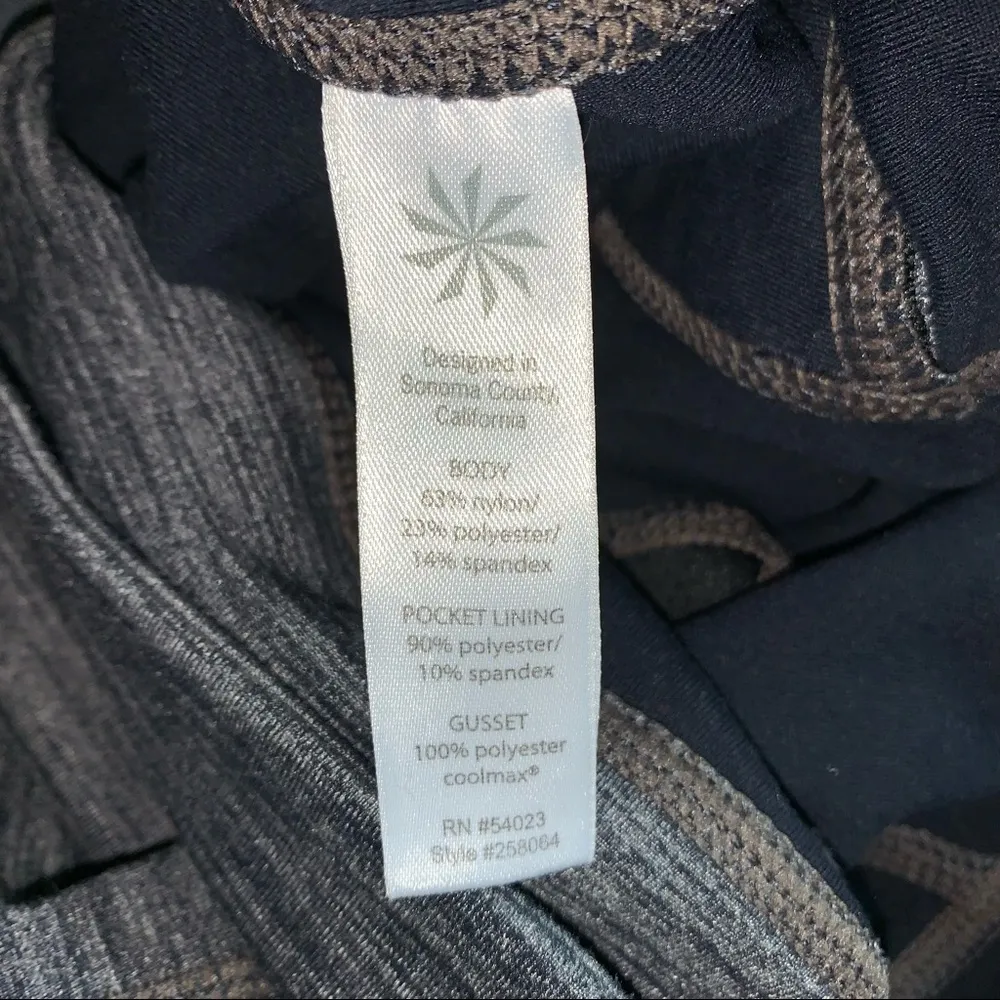 Designed in
Sonoma County,
California
BODY
63% nylon/
23% polyester/
14% spandex
POCKET LINING
90% polyester/
10% spandex
GUSSET
100% polyester
coolmax®
RN #54023
Style #258064